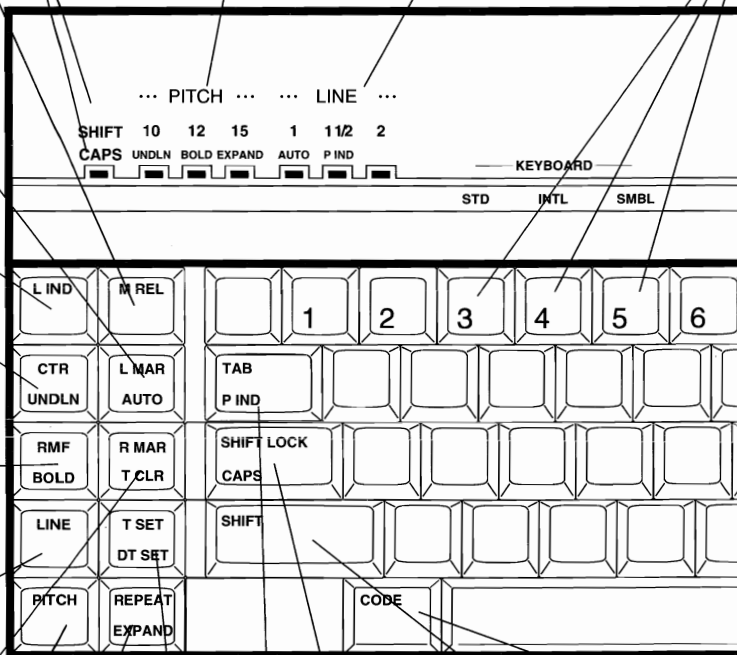 ··· PITCH ··· ··· LINE ···
SHIFT 10 12 15 1 1 1/2 2
CAPS UNDLN BOLD EXPAND AUTO P IND
KEYBOARD
STD INTL SMBL
L IND M REL
1 2 3 4 5 6
CTR L MAR TAB
UNDLN AUTO P IND
RMF R MAR SHIFT LOCK
BOLD T CLR CAPS
LINE T SET SHIFT
DT SET
PITCH REPEAT CODE
EXPAND